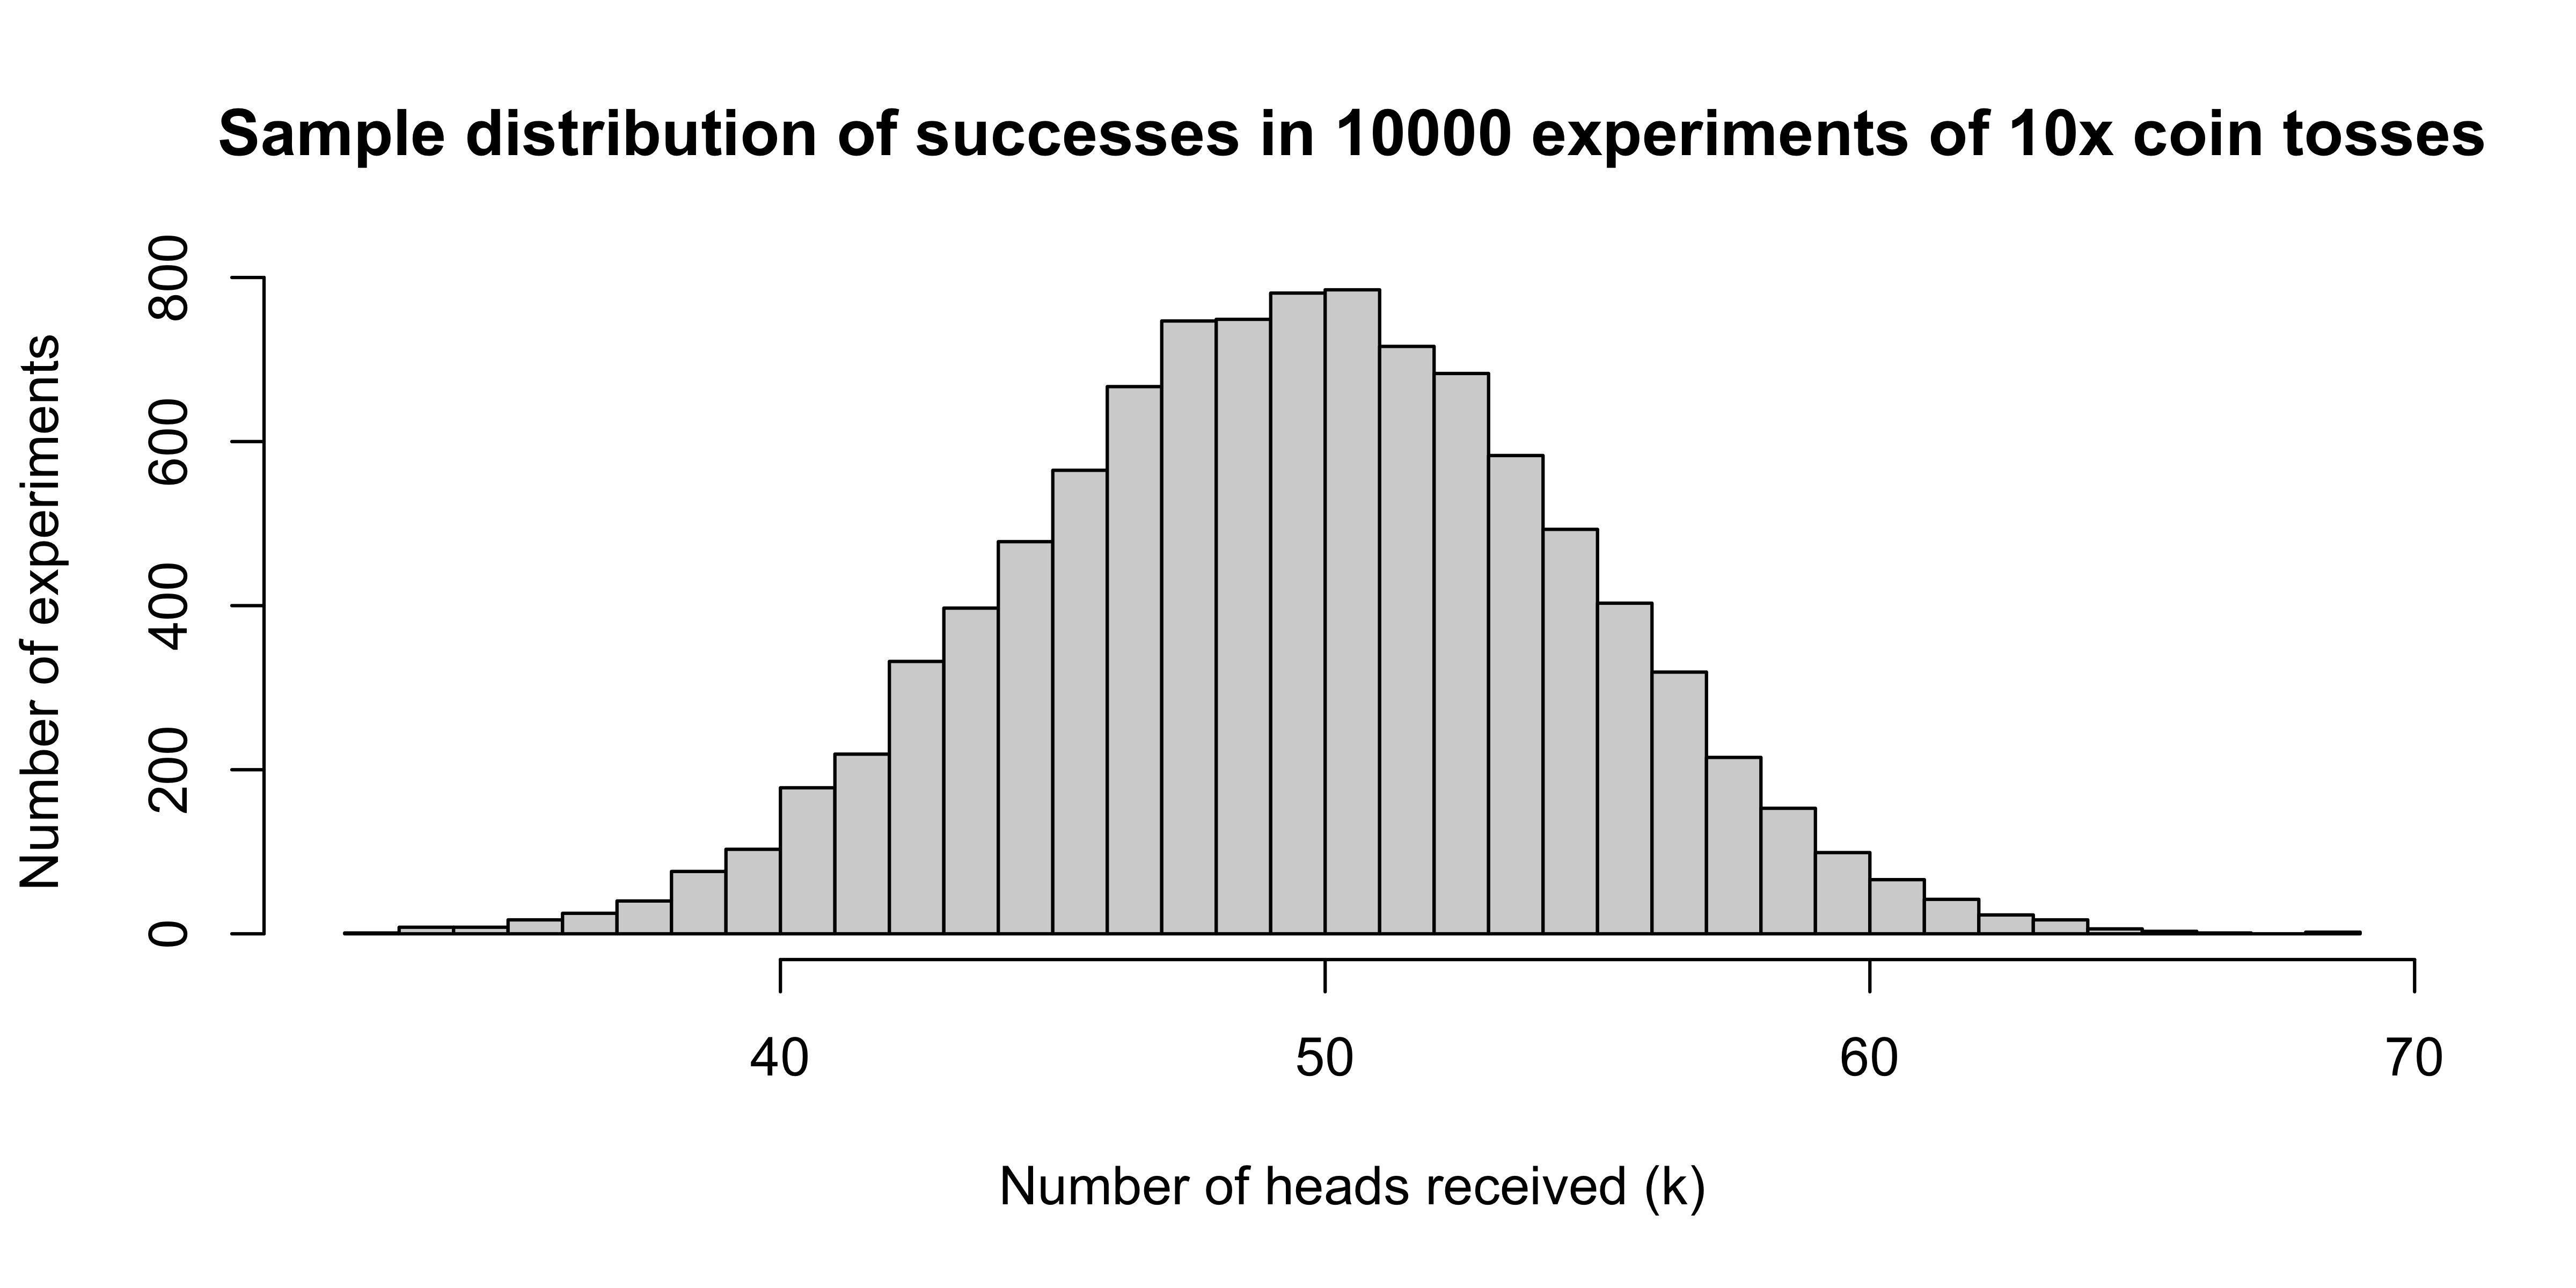 Sample distribution of successes in 10000 experiments of 10x coin tosses
Number of experiments
800
600
400
200
0
40 50 60 70
Number of heads received (k)